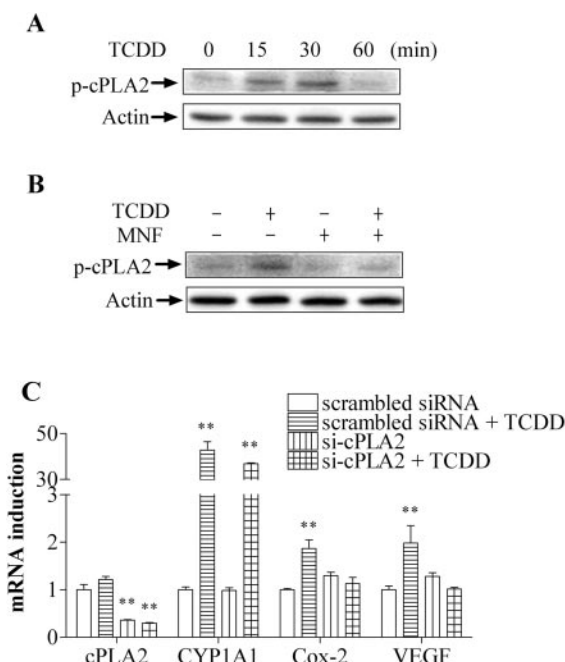 A
TCDD 0 15 30 60 (min)
p-cPLA2
Actin
B
TCDD - + - +
MNF - - + +
p-cPLA2
Actin
C
scrambled siRNA
scrambled siRNA + TCDD
si-cPLA2
si-cPLA2 + TCDD
mRNA induction
50
30
3
2
1
0
** ** ** ** ** **
cPLA2 CYP1A1 Cox-2 VEGF